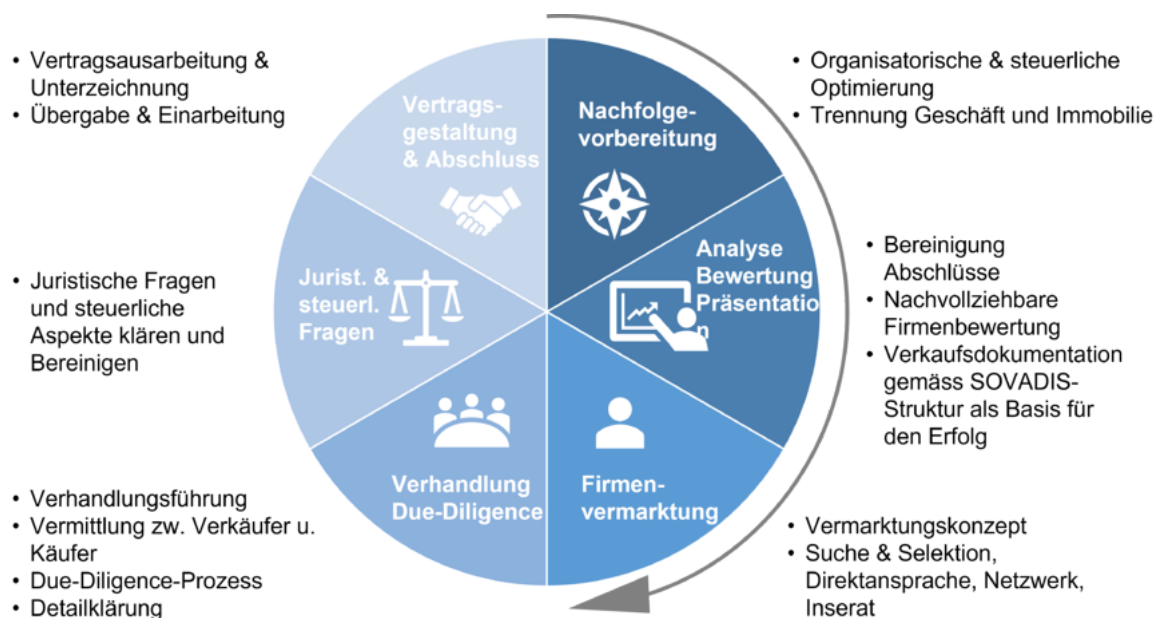 • Vertragsausarbeitung &
Unterzeichnung
• Übergabe & Einarbeitung
Vertrags-
gestaltung
& Abschluss
Nachfolge-
vorbereitung
• Organisatorische & steuerliche
Optimierung
• Trennung Geschäft und Immobilie
• Juristische Fragen
und steuerliche
Aspekte klären und
Bereinigen
Jurist. &
steuerl.
Fragen
Analyse
Bewertung
Präsentatio
n
• Bereinigung
Abschlüsse
• Nachvollziehbare
Firmenbewertung
• Verkaufsdokumentation
gemäss SOVADIS-
Struktur als Basis für
den Erfolg
• Verhandlungsführung
• Vermittlung zw. Verkäufer u.
Käufer
• Due-Diligence-Prozess
• Detailklärung
Verhandlung
Due-Diligence
Firmen-
vermarktung
• Vermarktungskonzept
• Suche & Selektion,
Direktansprache, Netzwerk,
Inserat